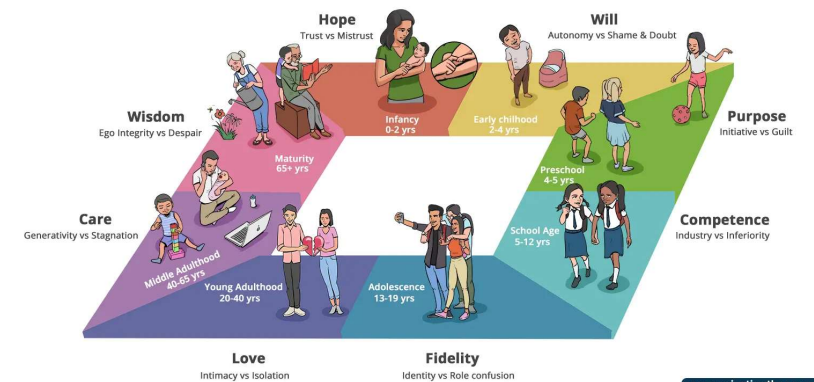 Hope
Trust vs Mistrust
Will
Autonomy vs Shame & Doubt
Infancy
0-2 yrs
Early chilhood
2-4 yrs
Wisdom
Ego Integrity vs Despair
Purpose
Initiative vs Guilt
Maturity
65+ yrs
Preschool
4-5 yrs
Care
Generativity vs Stagnation
Competence
Industry vs Inferiority
School Age
5-12 yrs
Middle Adulthood
40-65 yrs
Young Adulthood
20-40 yrs
Adolescence
13-19 yrs
Love
Intimacy vs Isolation
Fidelity
Identity vs Role confusion